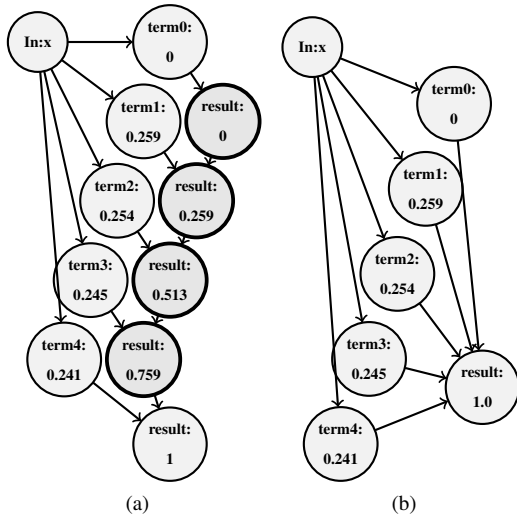 In:x
term0:
0
term1:
0.259
result:
0
term2:
0.254
result:
0.259
term3:
0.245
result:
0.513
term4:
0.241
result:
0.759
result:
1
(a)
In:x
term0:
0
term1:
0.259
term2:
0.254
term3:
0.245
result:
1.0
term4:
0.241
(b)